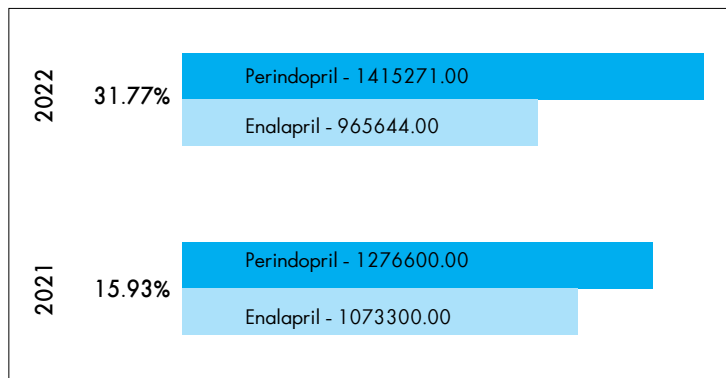 2022
31.77%
Perindopril - 1415271.00
Enalapril - 965644.00
2021
15.93%
Perindopril - 1276600.00
Enalapril - 1073300.00